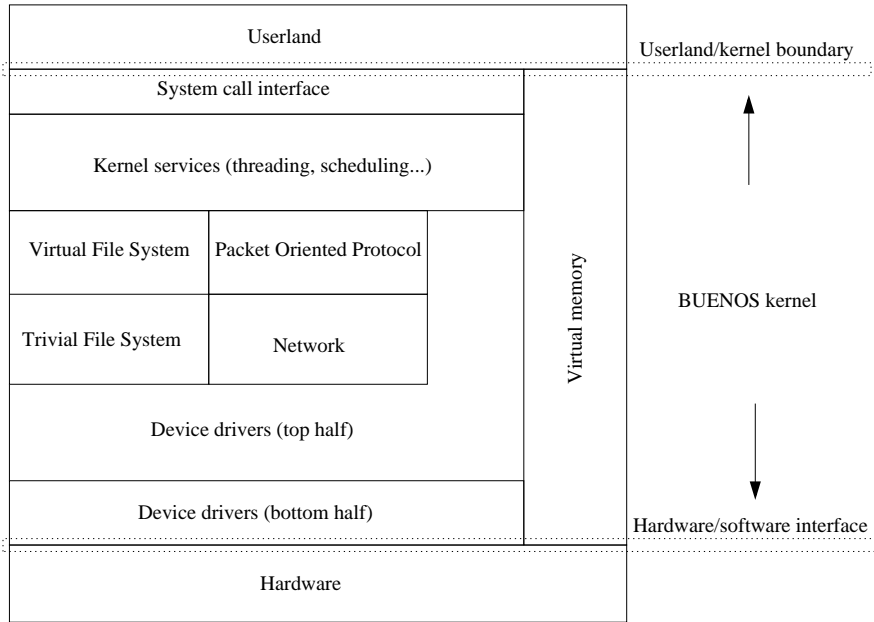 Userland
Userland/kernel boundary
System call interface
Kernel services (threading, scheduling...)
Virtual File System
Packet Oriented Protocol
Virtual memory
BUENOS kernel
Trivial File System
Network
Device drivers (top half)
Device drivers (bottom half)
Hardware/software interface
Hardware